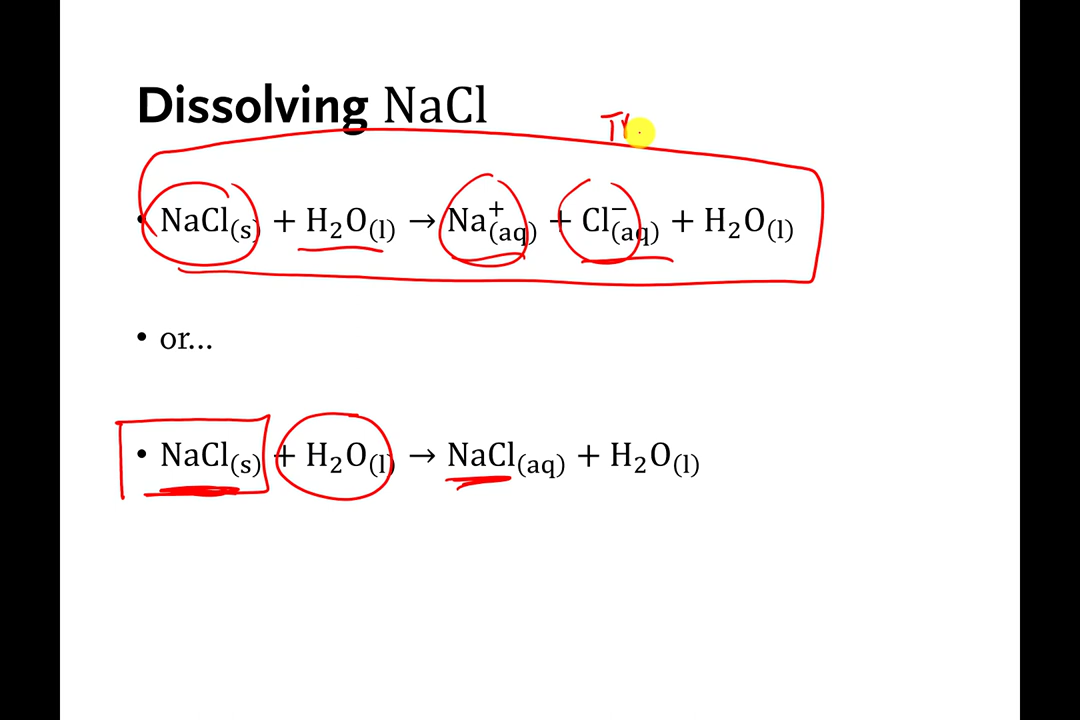 Dissolving NaCl
• NaCl(s) + H₂O(l) → Na⁺(aq) + Cl⁻(aq) + H₂O(l)
• or...
• NaCl(s) + H₂O(l) → NaCl(aq) + H₂O(l)